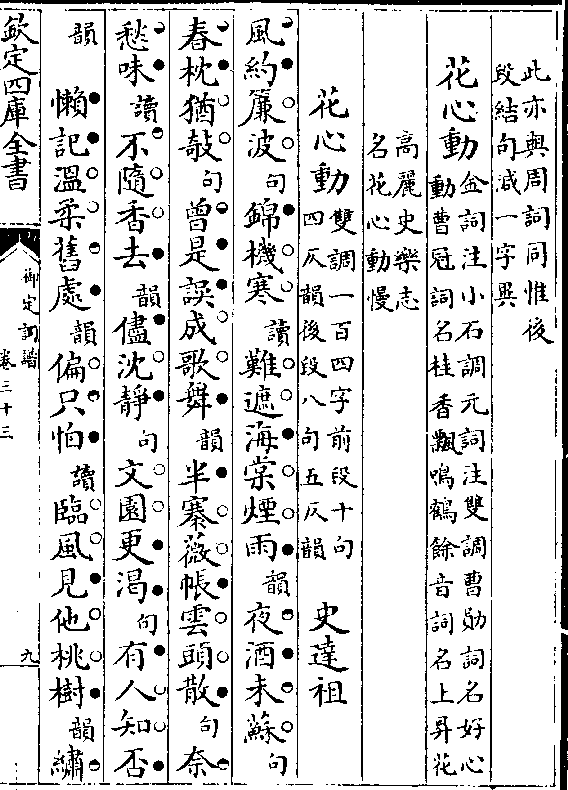 此亦與周詞同惟後
段結句減一字異
花心動金詞注小石調元詞注雙調曹勛詞名好心
動曹冠詞名桂香飄鳴鶴餘音詞名上昇花
高麗史樂志
名花心動慢
花心動雙調一百四字前段十句
四仄韻後段八句五仄韻
史達祖
風約簾波句錦機寒讀難遮海棠煙雨韻夜酒未蘇句
春枕猶攲句曾是誤成歌舞韻半褰薇帳雲頭散句奈
愁味讀不隨香去韻儘沈靜句文園更渴句有人知否
韻懶記溫柔舊處韻偏只怕讀臨風見他桃樹韻繡
欽定四庫全書
御定詞譜
卷三十三
九